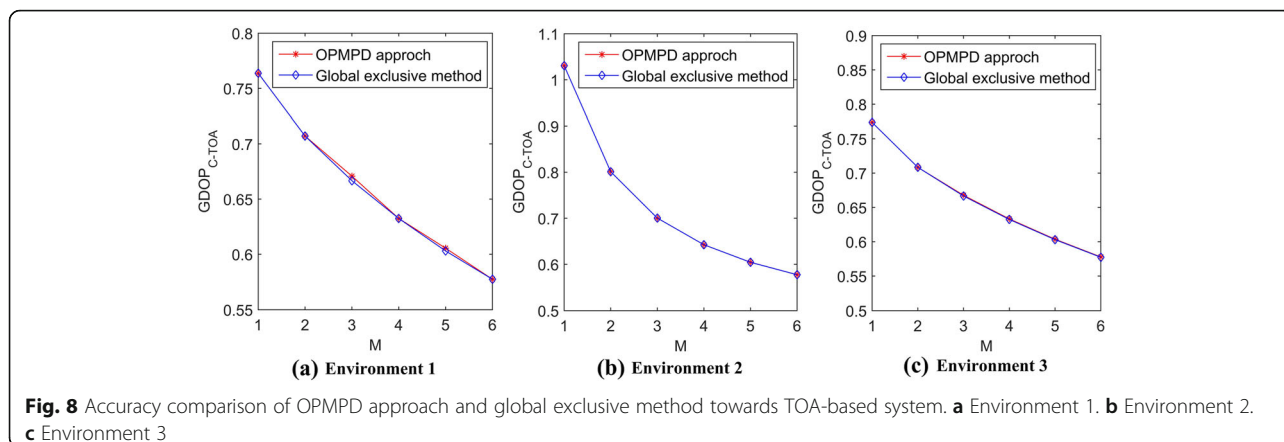 0.8
0.75
0.7
0.65
0.6
0.55
GDOP_C-TOA
OPMPD approch
Global exclusive method
1 2 3 4 5 6
M
(a) Environment 1
1.1
1
0.9
0.8
0.7
0.6
0.5
GDOP_C-TOA
OPMPD approch
Global exclusive method
1 2 3 4 5 6
M
(b) Environment 2
0.9
0.85
0.8
0.75
0.7
0.65
0.6
0.55
0.5
GDOP_C-TOA
OPMPD approch
Global exclusive method
1 2 3 4 5 6
M
(c) Environment 3
Fig. 8 Accuracy comparison of OPMPD approach and global exclusive method towards TOA-based system. a Environment 1. b Environment 2.
c Environment 3